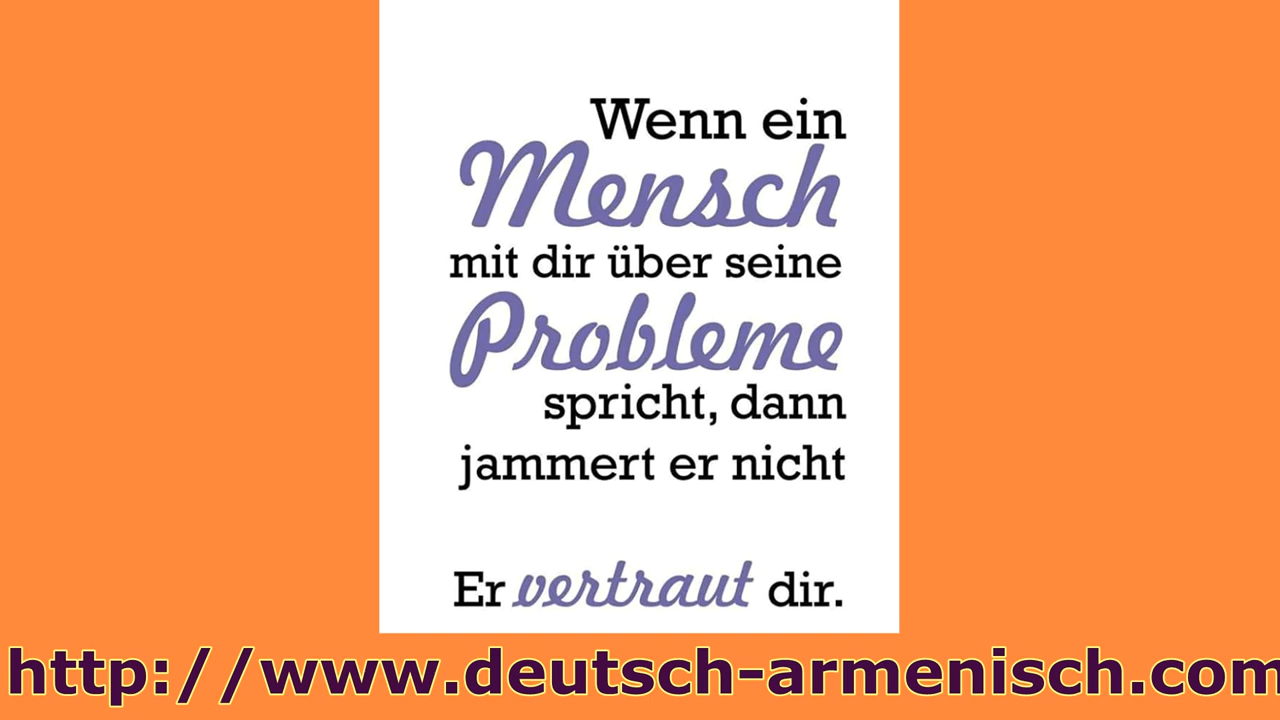 Wenn ein
Mensch
mit dir über seine
Probleme
spricht, dann
jammert er nicht
Er vertraut dir.
http://www.deutsch-armenisch.com